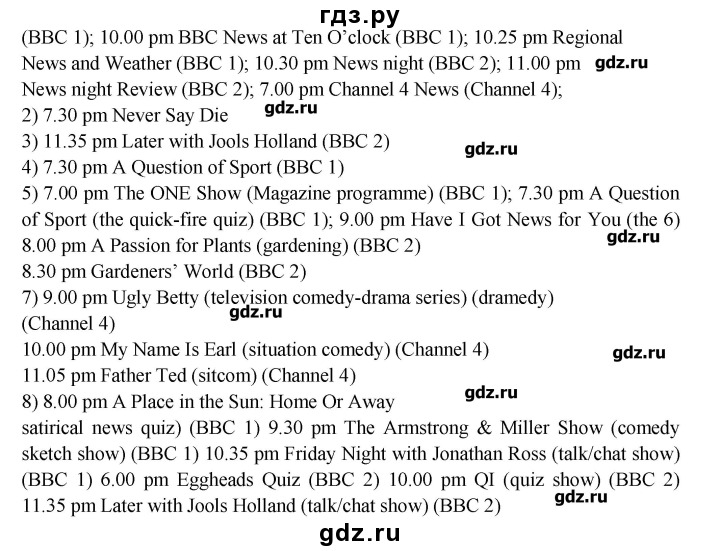 гдз.ру
(BBC 1); 10.00 pm BBC News at Ten O’clock (BBC 1); 10.25 pm Regional
News and Weather (BBC 1); 10.30 pm News night (BBC 2); 11.00 pm gdz.ru
News night Review (BBC 2); 7.00 pm Channel 4 News (Channel 4);
2) 7.30 pm Never Say Die gdz.ru
3) 11.35 pm Later with Jools Holland (BBC 2) gdz.ru
4) 7.30 pm A Question of Sport (BBC 1)
5) 7.00 pm The ONE Show (Magazine programme) (BBC 1); 7.30 pm A Question
of Sport (the quick-fire quiz) (BBC 1); 9.00 pm Have I Got News for You (the 6)
8.00 pm A Passion for Plants (gardening) (BBC 2) gdz.ru
8.30 pm Gardeners’ World (BBC 2)
7) 9.00 pm Ugly Betty (television comedy-drama series) (dramedy)
(Channel 4) gdz.ru
10.00 pm My Name Is Earl (situation comedy) (Channel 4) gdz.ru
11.05 pm Father Ted (sitcom) (Channel 4)
8) 8.00 pm A Place in the Sun: Home Or Away gdz.ru
satirical news quiz) (BBC 1) 9.30 pm The Armstrong & Miller Show (comedy
sketch show) (BBC 1) 10.35 pm Friday Night with Jonathan Ross (talk/chat show)
(BBC 1) 6.00 pm Eggheads Quiz (BBC 2) 10.00 pm QI (quiz show) (BBC 2)
11.35 pm Later with Jools Holland (talk/chat show) (BBC 2) gdz.ru
gdz.ru